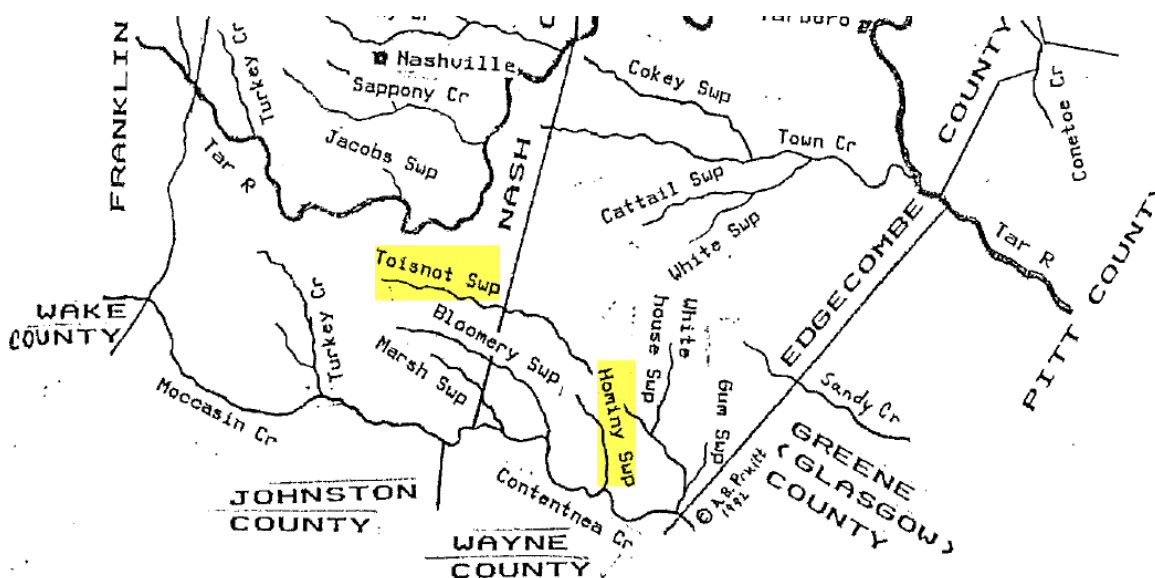 Tarboro
Nashville
FRANKLIN
Turkey Cr
Sappony Cr
Jacobs Swp
Tar R
NASH
Cokey Swp
Town Cr
Cattail Swp
White Swp
COUNTY
Cometoe Cr
EDGECOMBE
Tar R
PITT COUNTY
Toisnot Swp
Bloomery Swp
Marsh Swp
Turkey Cr
WAKE
COUNTY
Moccasin Cr
Hominy Swp
White
house Swp
Gum Swp
Sandy Cr
GREENE
(GLASGOW)
COUNTY
© A.B. Pruitt
1992
Contentnea Cr
JOHNSTON
COUNTY
WAYNE
COUNTY